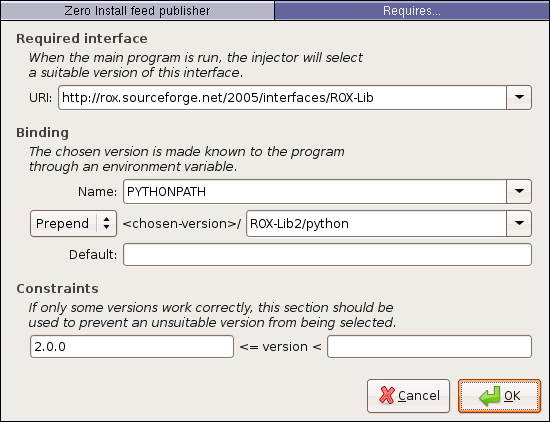 Zero Install feed publisher Requires...
Required interface
When the main program is run, the injector will select
a suitable version of this interface.
URI: http://rox.sourceforge.net/2005/interfaces/ROX-Lib
Binding
The chosen version is made known to the program
through an environment variable.
Name: PYTHONPATH
Prepend <chosen-version>/ ROX-Lib2/python
Default:
Constraints
If only some versions work correctly, this section should be
used to prevent an unsuitable version from being selected.
2.0.0 <= version <
Cancel OK